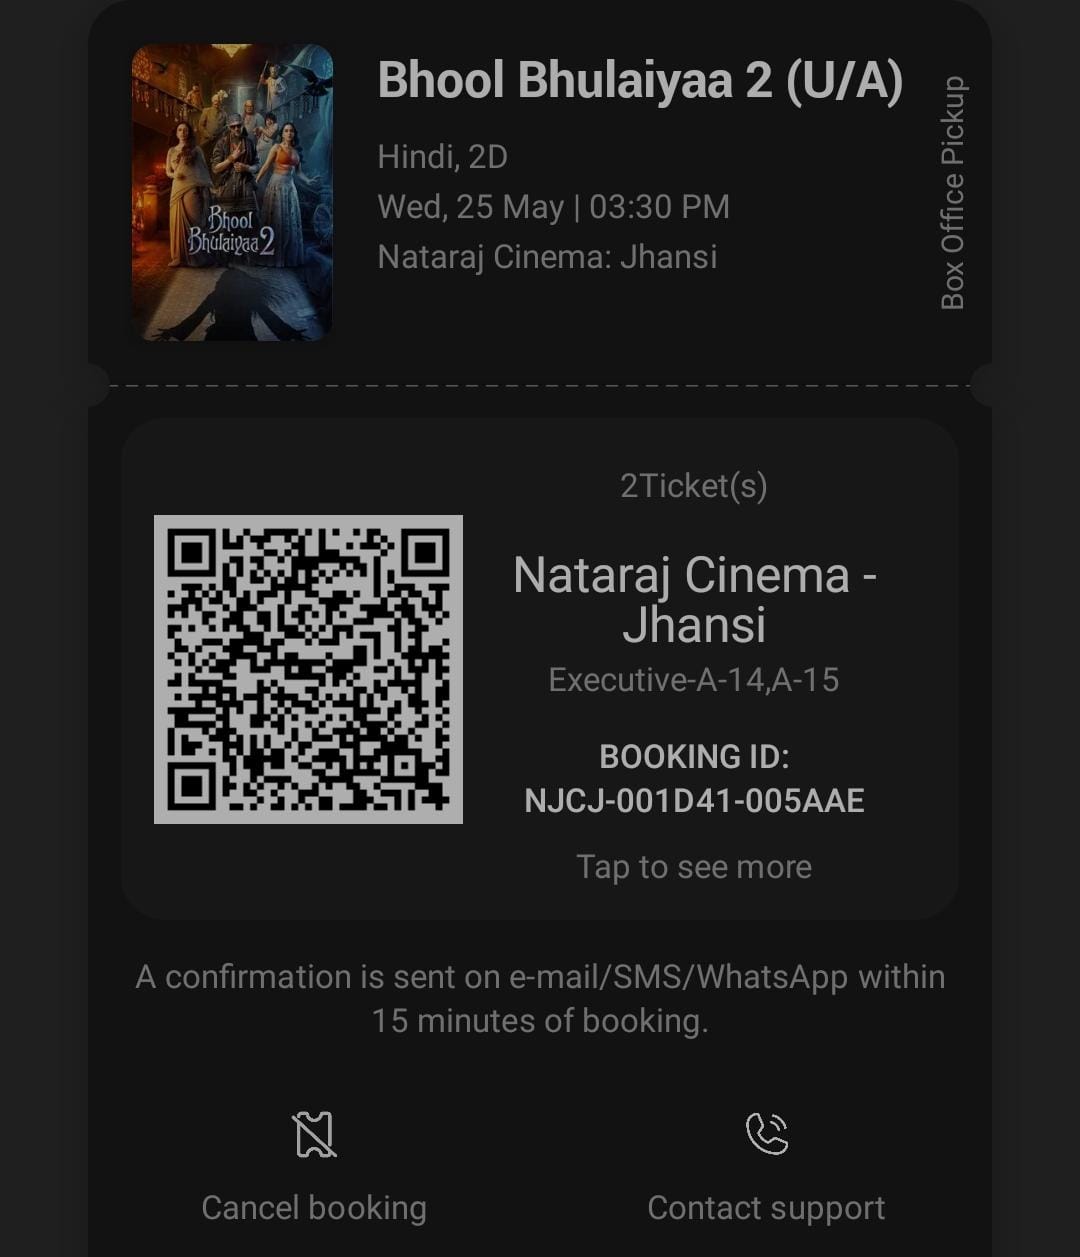 Bhool Bhulaiyaa 2 (U/A)
Hindi, 2D
Wed, 25 May | 03:30 PM
Nataraj Cinema: Jhansi
Box Office Pickup
Bhool
Bhulaiyaa 2
2Ticket(s)
Nataraj Cinema -
Jhansi
Executive-A-14,A-15
BOOKING ID:
NJCJ-001D41-005AAE
Tap to see more
A confirmation is sent on e-mail/SMS/WhatsApp within
15 minutes of booking.
Cancel booking
Contact support